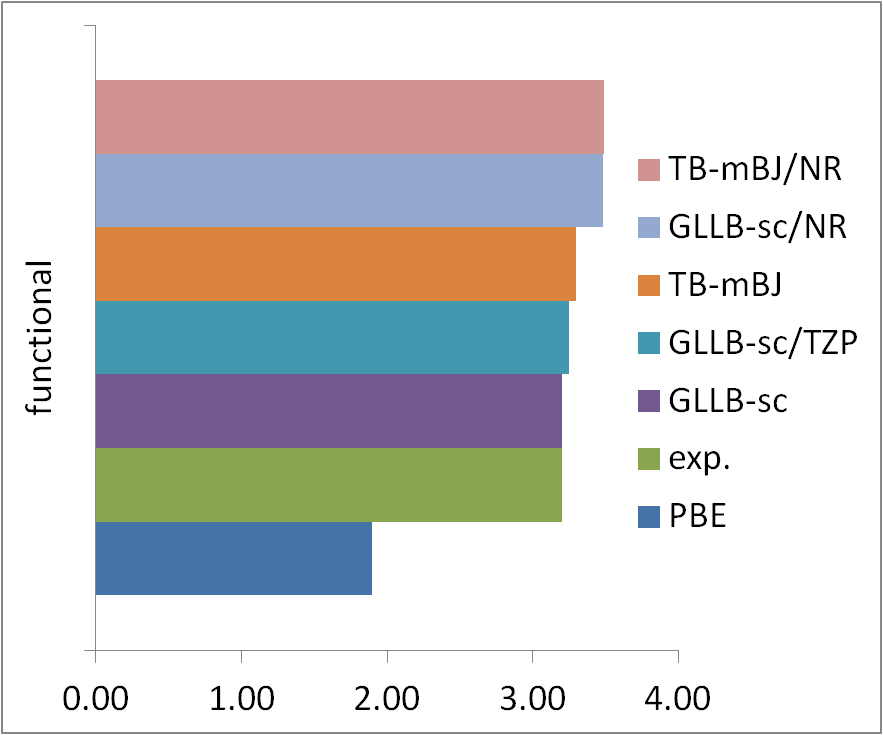 functional
TB-mBJ/NR
GLLB-sc/NR
TB-mBJ
GLLB-sc/TZP
GLLB-sc
exp.
PBE
0.00 1.00 2.00 3.00 4.00